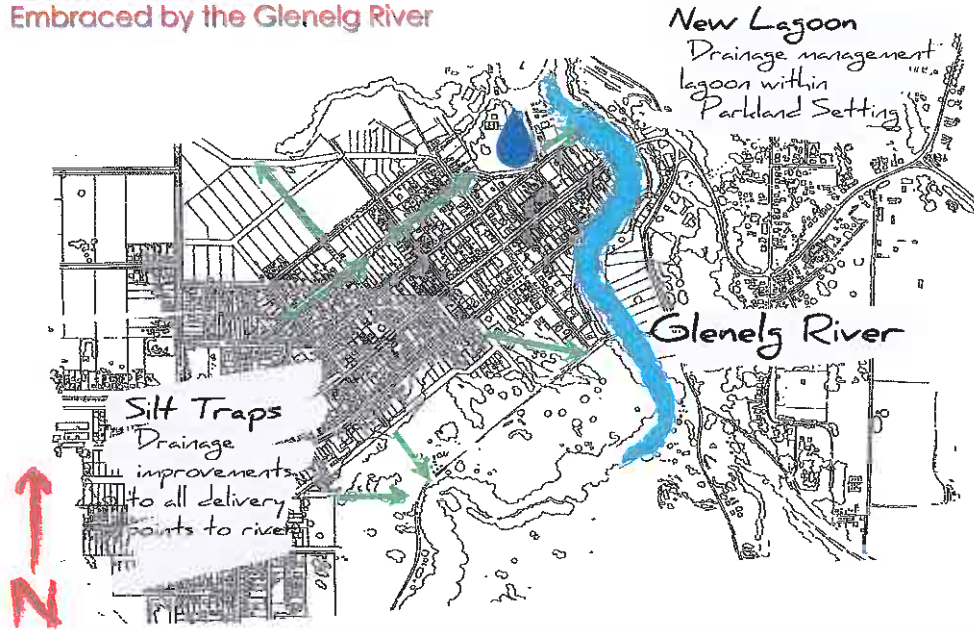 Embraced by the Glenelg River
New Lagoon
Drainage management
lagoon within
Parkland Setting
Glenelg River
Silt Traps
Drainage
improvements
to all delivery
points to river
N